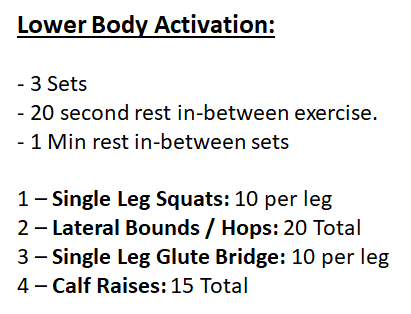 Lower Body Activation:
- 3 Sets
- 20 second rest in-between exercise.
- 1 Min rest in-between sets
1 – Single Leg Squats: 10 per leg
2 – Lateral Bounds / Hops: 20 Total
3 – Single Leg Glute Bridge: 10 per leg
4 – Calf Raises: 15 Total